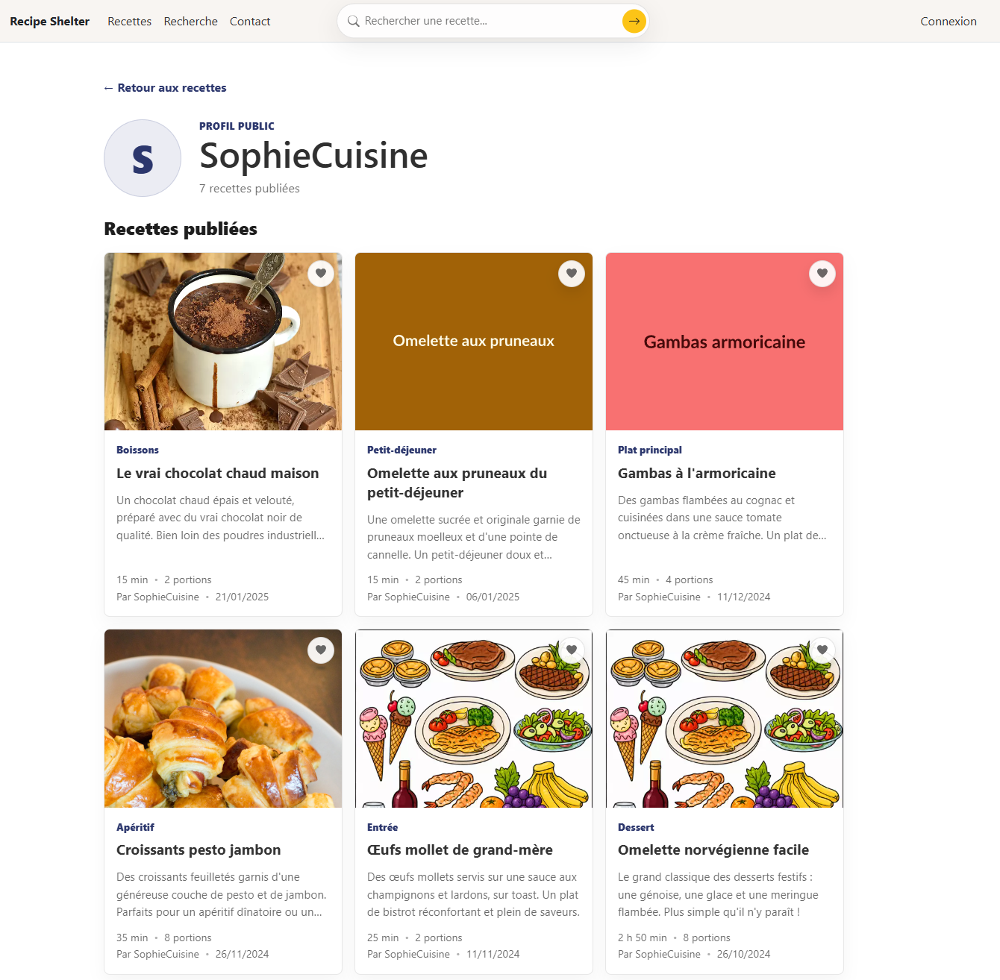 Recipe Shelter Recettes Recherche Contact Rechercher une recette... → Connexion
← Retour aux recettes
S
PROFIL PUBLIC
SophieCuisine
7 recettes publiées
Recettes publiées
Boissons
Le vrai chocolat chaud maison
Un chocolat chaud épais et velouté,
préparé avec du vrai chocolat noir de
qualité. Bien loin des poudres industriell…
15 min • 2 portions
Par SophieCuisine • 21/01/2025
Omelette aux pruneaux
Petit-déjeuner
Omelette aux pruneaux du
petit-déjeuner
Une omelette sucrée et originale garnie de
pruneaux moelleux et d'une pointe de
cannelle. Un petit-déjeuner doux et…
15 min • 2 portions
Par SophieCuisine • 06/01/2025
Gambas armoricaine
Plat principal
Gambas à l'armoricaine
Des gambas flambées au cognac et
cuisinées dans une sauce tomate
onctueuse à la crème fraîche. Un plat de…
45 min • 4 portions
Par SophieCuisine • 11/12/2024
Apéritif
Croissants pesto jambon
Des croissants feuilletés garnis d'une
généreuse couche de pesto et de jambon.
Parfaits pour un apéritif dînatoire ou un…
35 min • 8 portions
Par SophieCuisine • 26/11/2024
Entrée
Œufs mollet de grand-mère
Des œufs mollets servis sur une sauce aux
champignons et lardons, sur toast. Un plat
de bistrot réconfortant et plein de saveurs.
25 min • 2 portions
Par SophieCuisine • 11/11/2024
Dessert
Omelette norvégienne facile
Le grand classique des desserts festifs :
une génoise, une glace et une meringue
flambée. Plus simple qu'il n'y paraît !
2 h 50 min • 8 portions
Par SophieCuisine • 26/10/2024